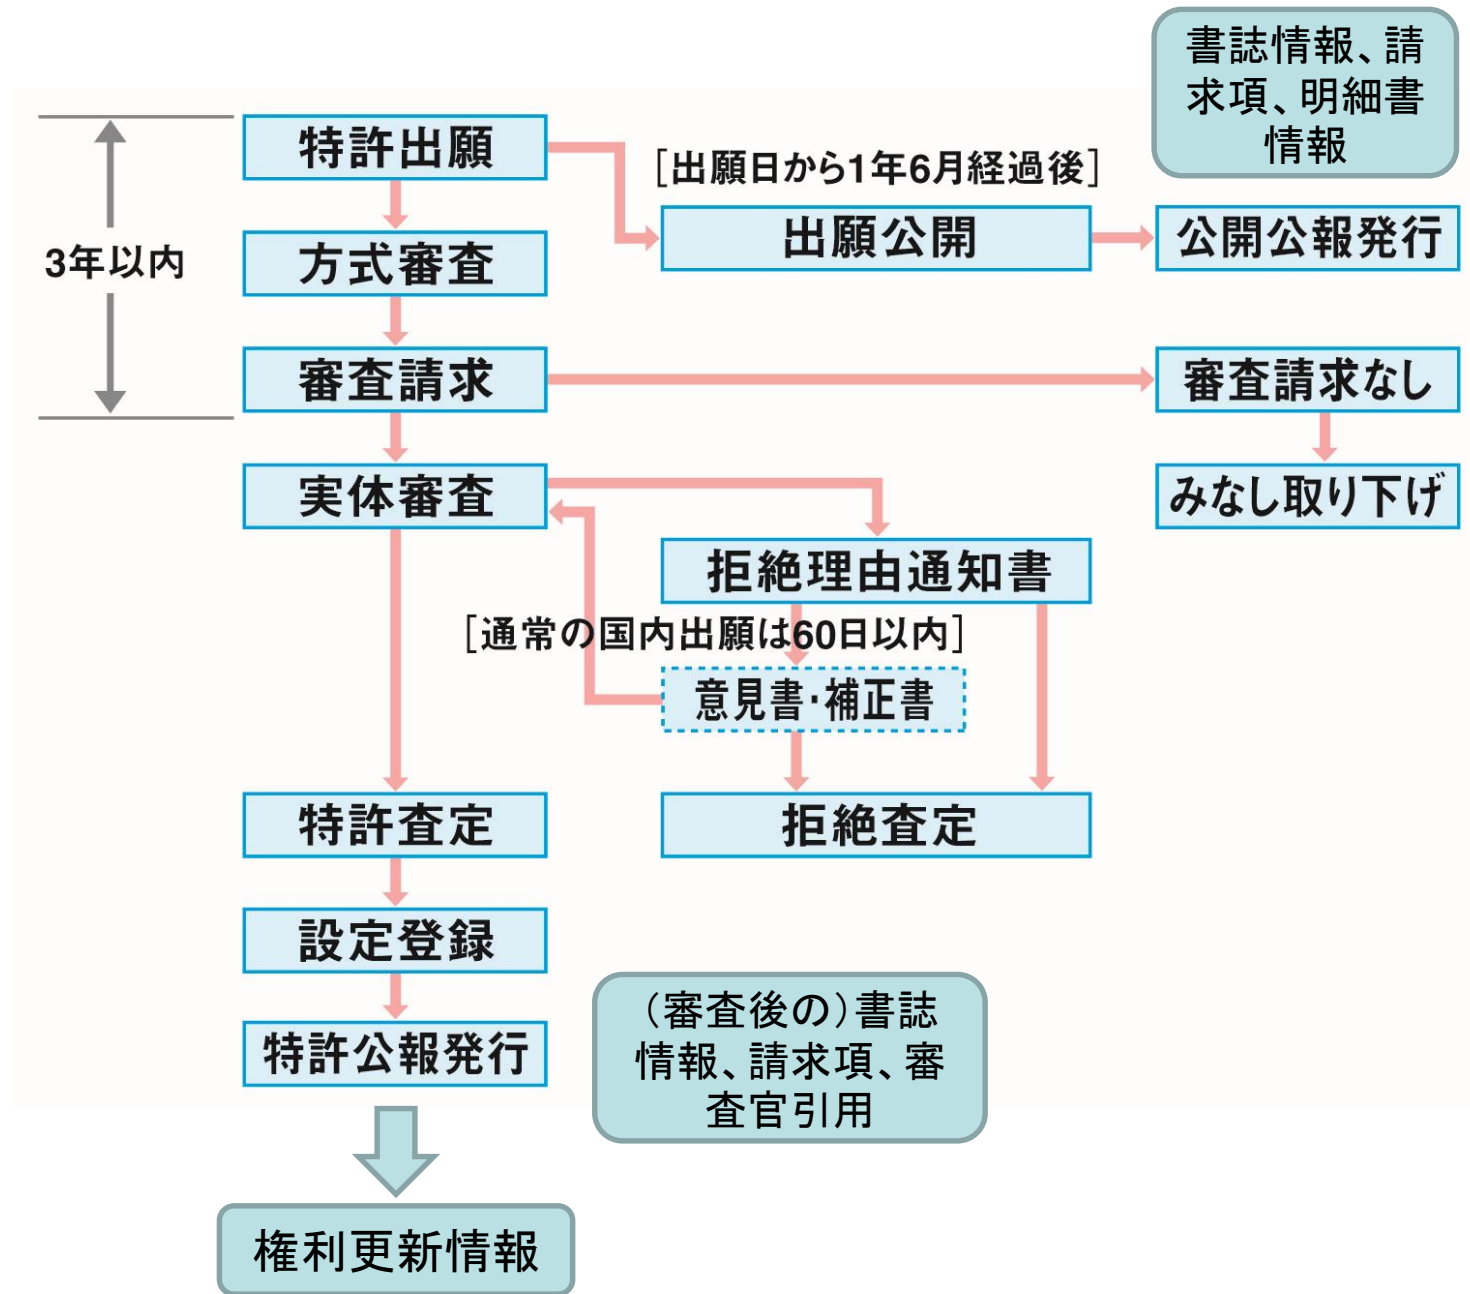 書誌情報、請
求項、明細書
情報
特許出願
[出願日から1年6月経過後]
出願公開
公開公報発行
3年以内
方式審査
審査請求
審査請求なし
実体審査
みなし取り下げ
拒絶理由通知書
[通常の国内出願は60日以内]
意見書・補正書
特許査定
拒絶査定
設定登録
特許公報発行
（審査後の）書誌
情報、請求項、審
査官引用
権利更新情報